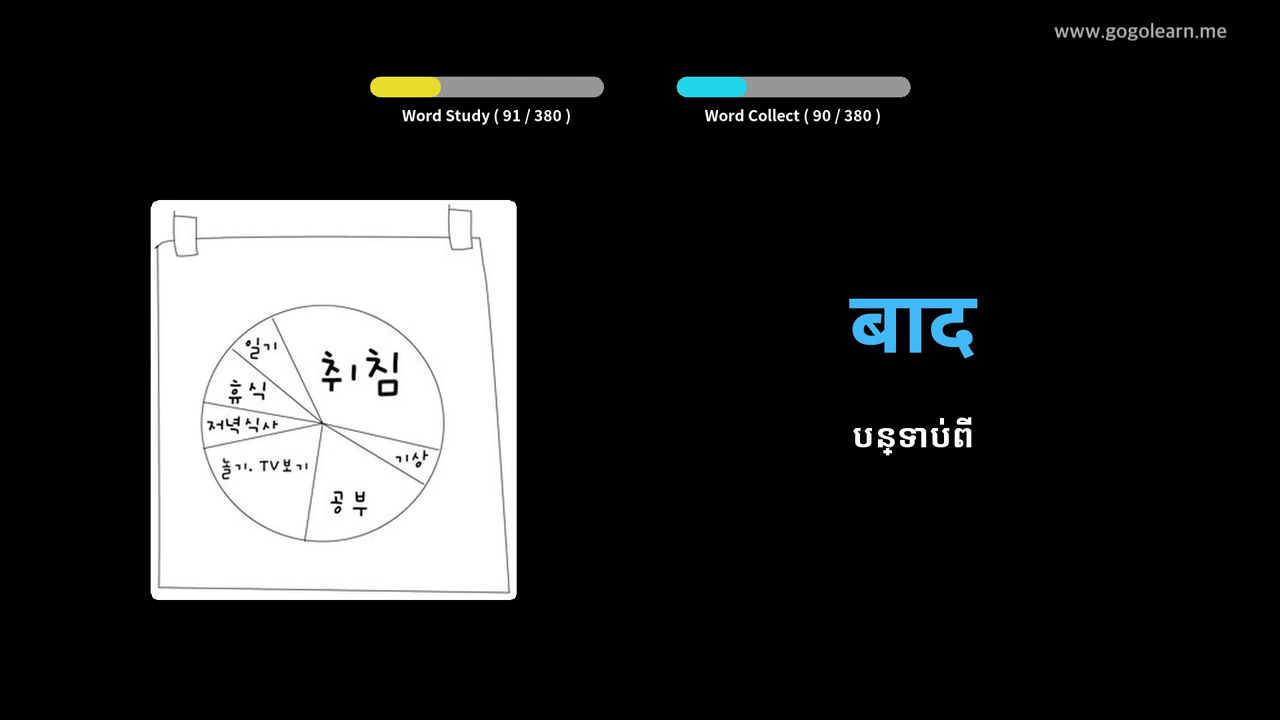 www.gogolearn.me
Word Study ( 91 / 380 )
Word Collect ( 90 / 380 )
일기
취침
휴식
저녁식사
놀기. TV보기
기상
공부
बाद
បន្ទាប់ពី